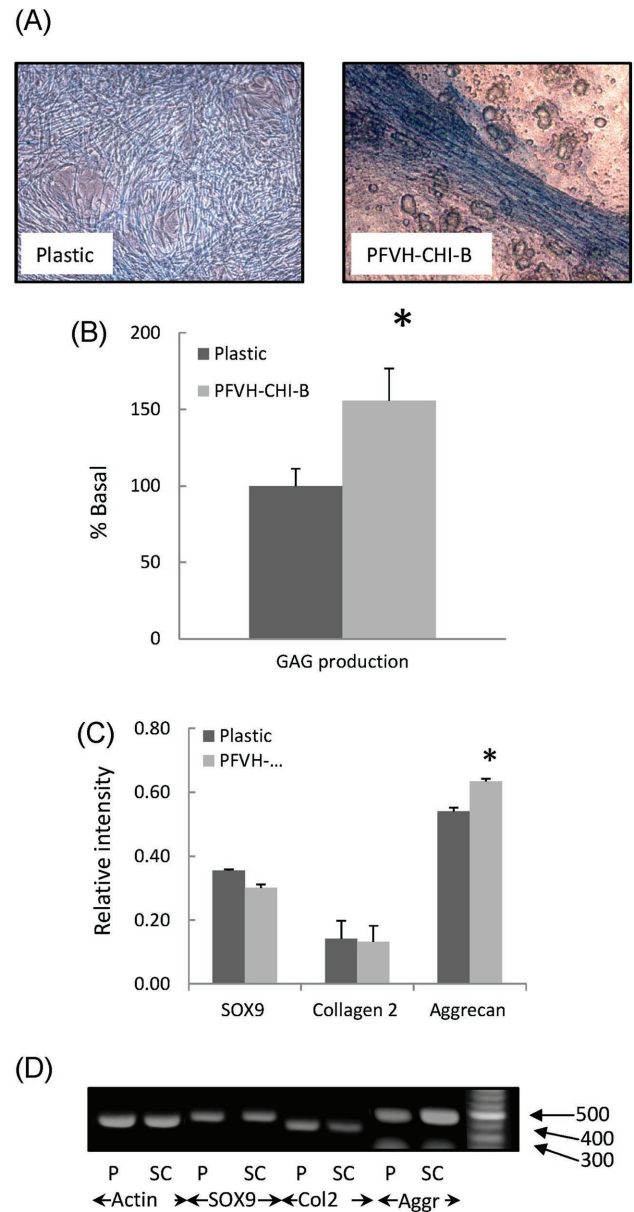 (A)
Plastic
PFVH-CHI-B
(B)
200
150
100
50
0
% Basal
Plastic
PFVH-CHI-B
*
GAG production
(C)
0.80
0.60
0.40
0.20
0.00
Relative intensity
Plastic
PFVH-...
*
SOX9 Collagen 2 Aggrecan
(D)
500
400
300
P SC P SC P SC P SC
Actin SOX9 Col2 Aggr